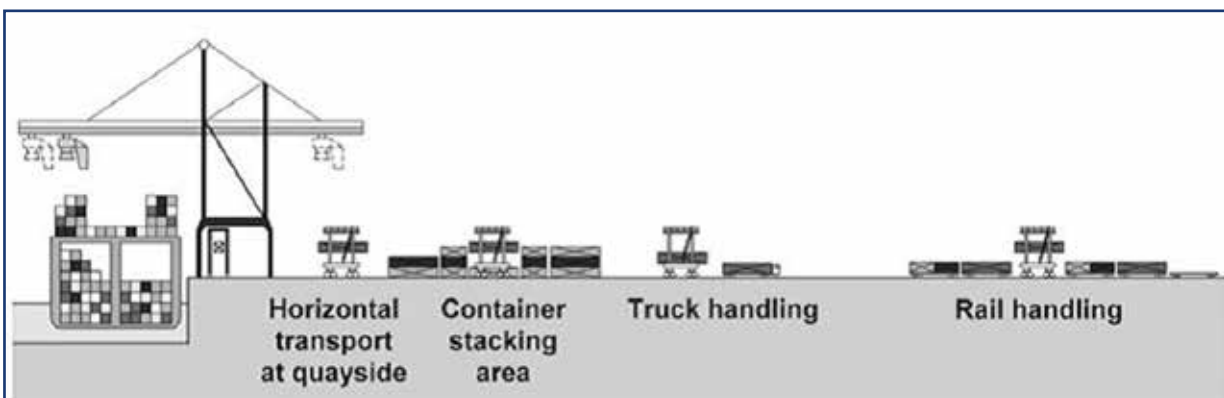 Horizontal
transport
at quayside
Container
stacking
area
Truck handling
Rail handling